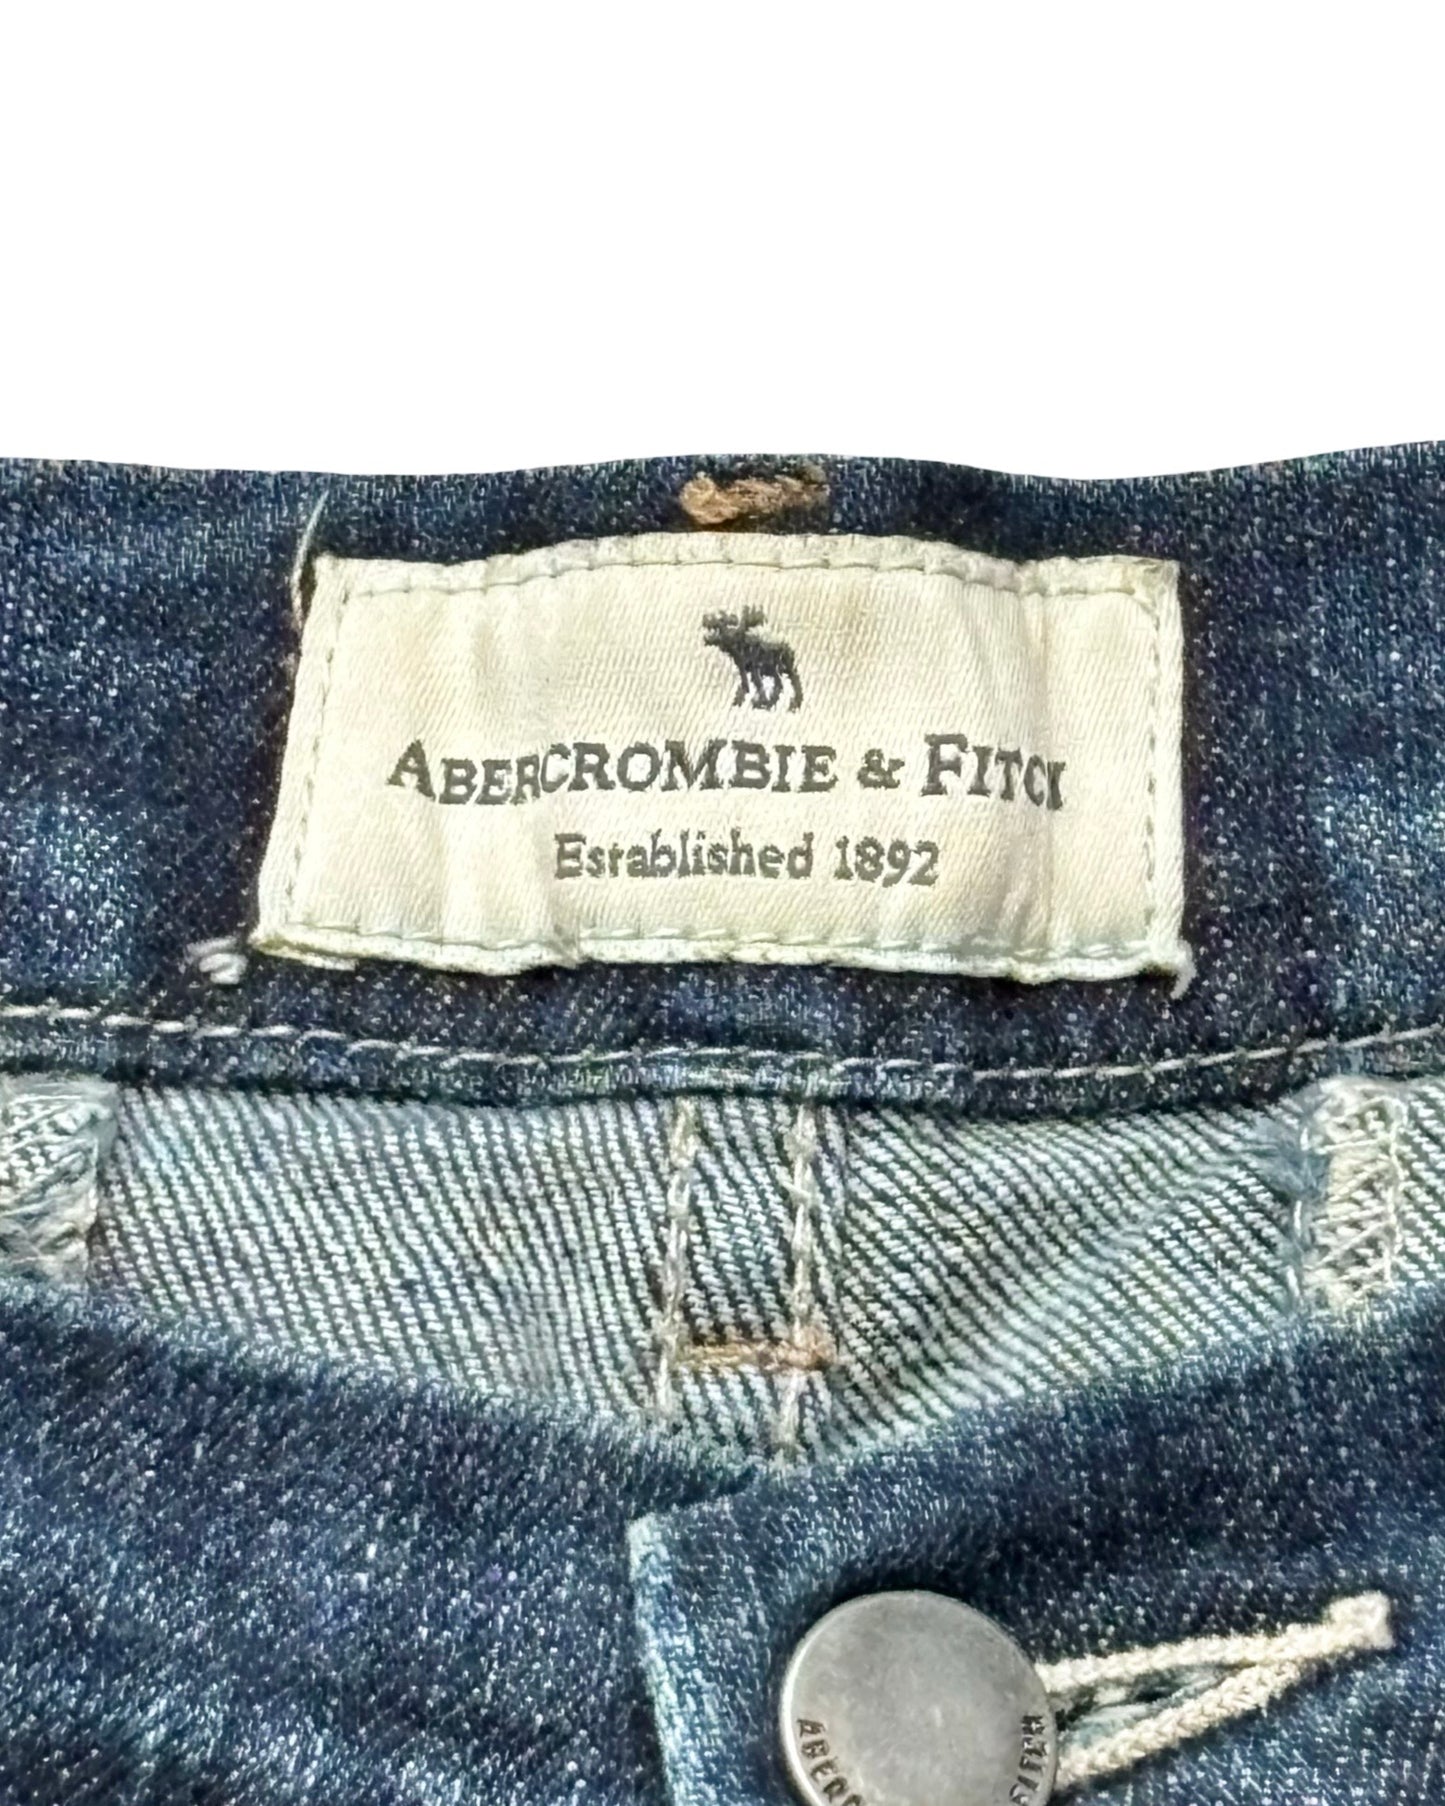 ABERCROMBIE & FITCH
Established 1892